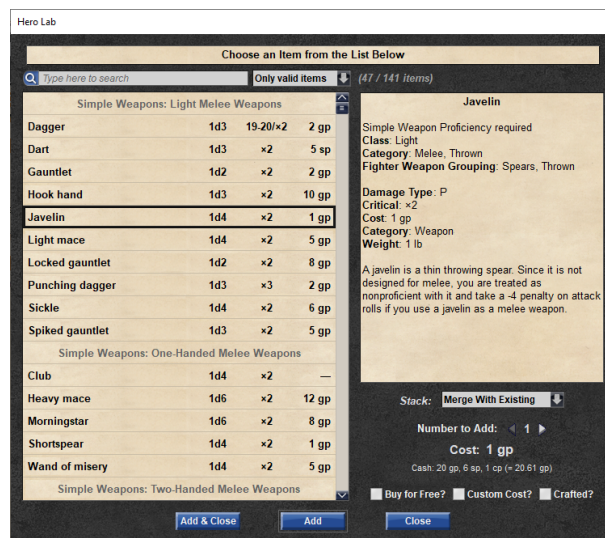 Hero Lab
Choose an Item from the List Below
Type here to search
Only valid items
(47 / 141 items)
Simple Weapons: Light Melee Weapons
Dagger 1d3 19-20/×2 2 gp
Dart 1d3 ×2 5 sp
Gauntlet 1d2 ×2 2 gp
Hook hand 1d3 ×2 10 gp
Javelin 1d4 ×2 1 gp
Light mace 1d4 ×2 5 gp
Locked gauntlet 1d2 ×2 8 gp
Punching dagger 1d3 ×3 2 gp
Sickle 1d4 ×2 6 gp
Spiked gauntlet 1d3 ×2 5 gp
Simple Weapons: One-Handed Melee Weapons
Club 1d4 ×2 —
Heavy mace 1d6 ×2 12 gp
Morningstar 1d6 ×2 8 gp
Shortspear 1d4 ×2 1 gp
Wand of misery 1d4 ×2 5 gp
Simple Weapons: Two-Handed Melee Weapons
Javelin
Simple Weapon Proficiency required
Class: Light
Category: Melee, Thrown
Fighter Weapon Grouping: Spears, Thrown
Damage Type: P
Critical: ×2
Cost: 1 gp
Category: Weapon
Weight: 1 lb
A javelin is a thin throwing spear. Since it is not
designed for melee, you are treated as
nonproficient with it and take a -4 penalty on attack
rolls if you use a javelin as a melee weapon.
Stack: Merge With Existing
Number to Add: 1
Cost: 1 gp
Cash: 20 gp, 6 sp, 1 cp (= 20.61 gp)
Buy for Free? Custom Cost? Crafted?
Add & Close Add Close